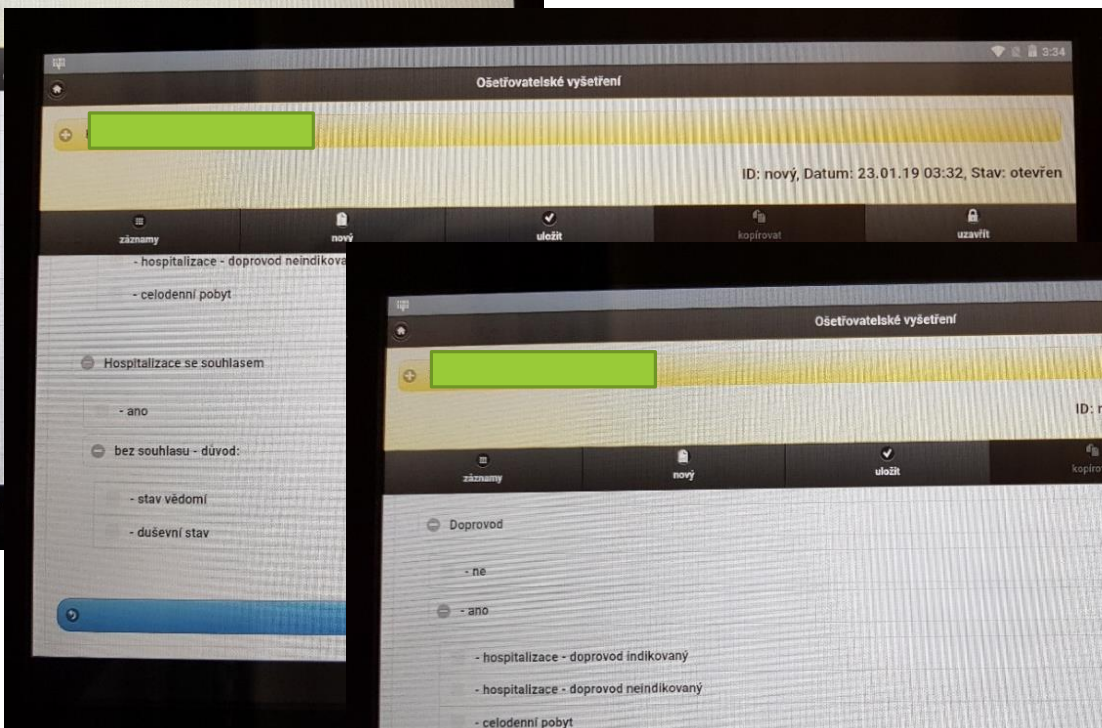 3:34
Ošetřovatelské vyšetření
ID: nový, Datum: 23.01.19 03:32, Stav: otevřen
záznamy nový uložit kopírovat uzavřít
- hospitalizace - doprovod neindikova
- celodenní pobyt
Hospitalizace se souhlasem
- ano
bez souhlasu - důvod:
- stav vědomí
- duševní stav
Ošetřovatelské vyšetření
ID: n
záznamy nový uložit kopíro
Doprovod
- ne
- ano
- hospitalizace - doprovod indikovaný
- hospitalizace - doprovod neindikovaný
- celodenní pobyt